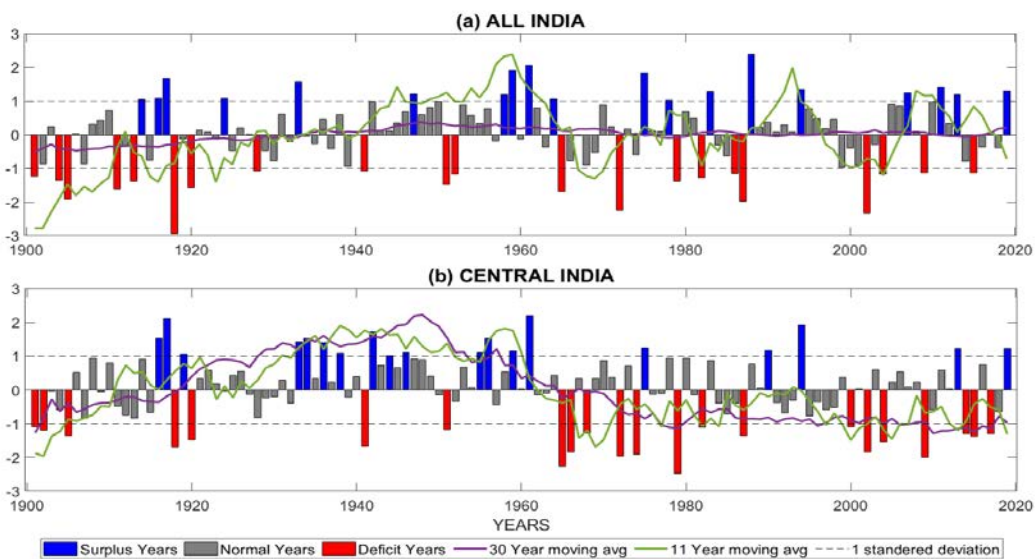 (a) ALL INDIA
3
2
1
0
-1
-2
-3
1900 1920 1940 1960 1980 2000 2020
(b) CENTRAL INDIA
3
2
1
0
-1
-2
-3
1900 1920 1940 1960 1980 2000 2020
YEARS
Surplus Years Normal Years Deficit Years 30 Year moving avg 11 Year moving avg 1 standered deviation